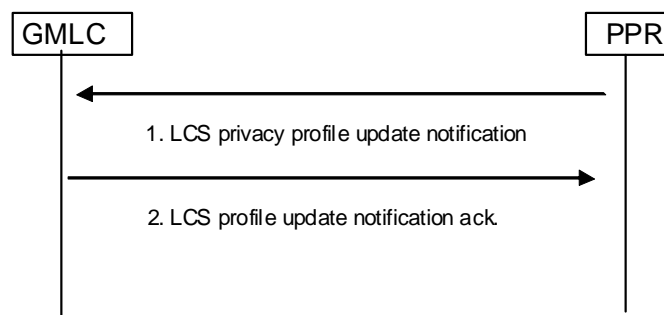 GMLC
PPR
1. LCS privacy profile update notification
2. LCS profile update notification ack.